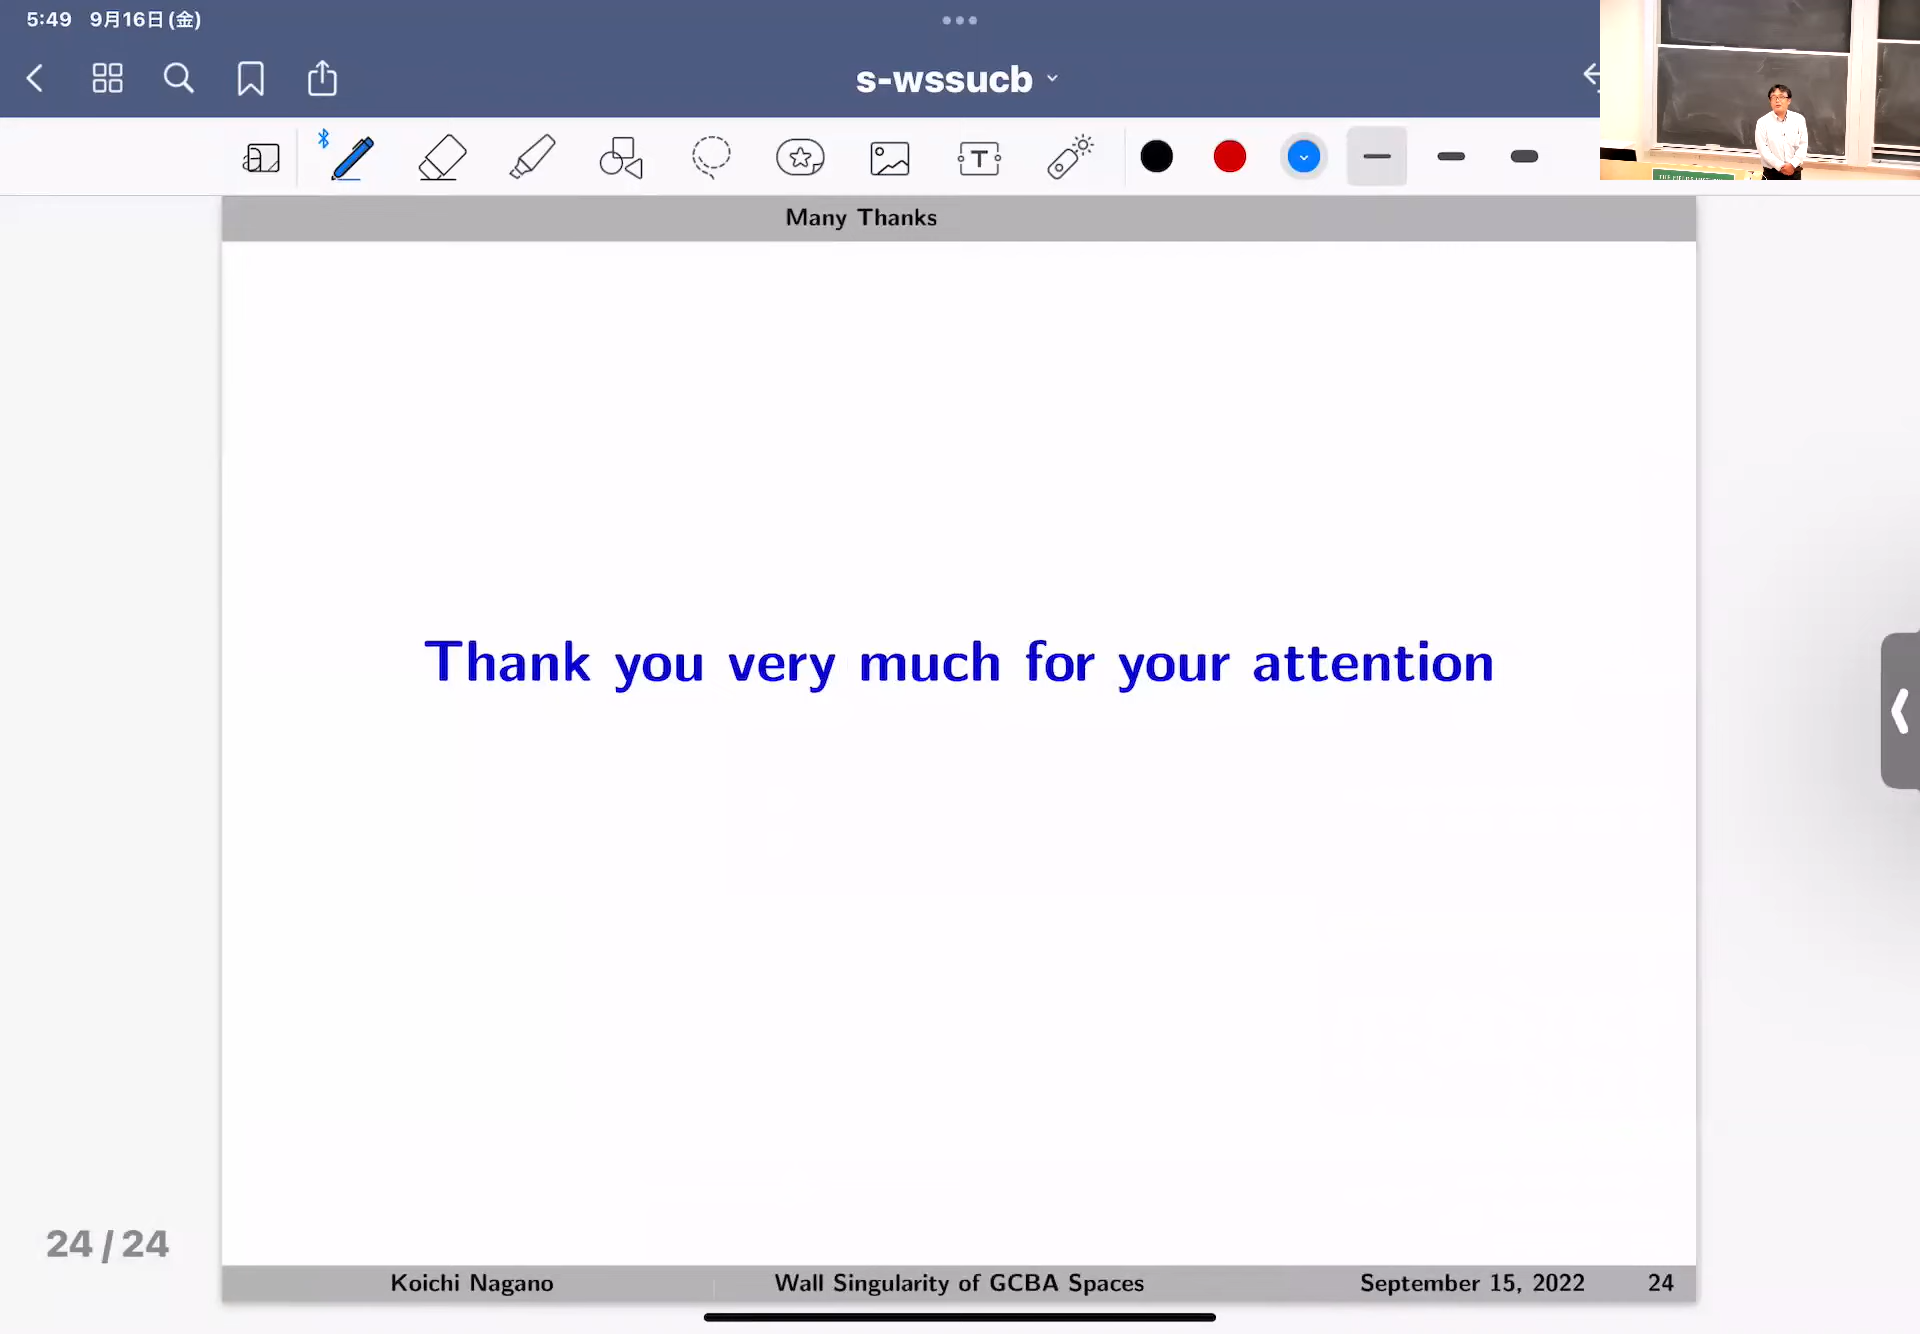 5:49 9月16日(金)
s-wssucb
Many Thanks
Thank you very much for your attention
24 / 24
Koichi Nagano Wall Singularity of GCBA Spaces September 15, 2022 24